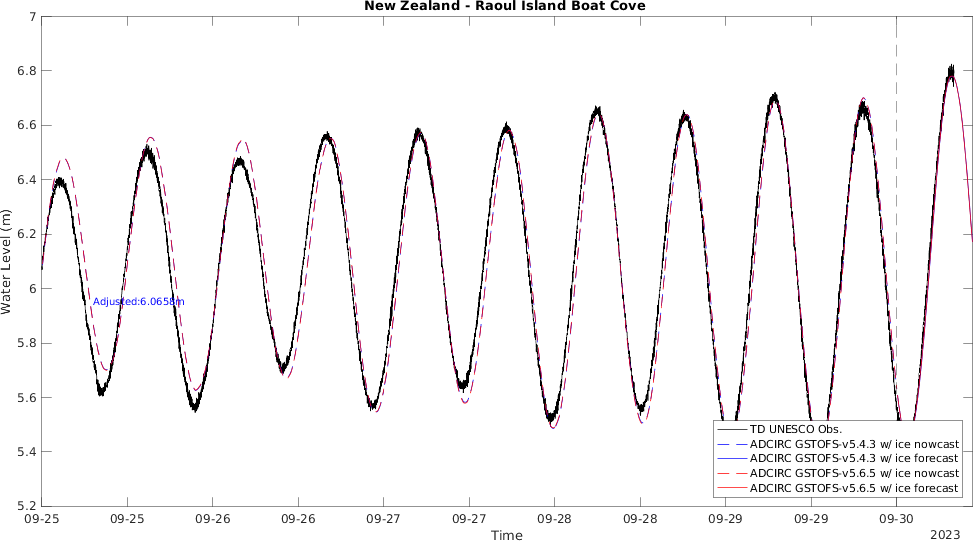 New Zealand - Raoul Island Boat Cove
7
6.8
6.6
6.4
6.2
6
5.8
5.6
5.4
5.2
Water Level (m)
Adjusted:6.0658m
TD UNESCO Obs.
ADCIRC GSTOFS-v5.4.3 w/ ice nowcast
ADCIRC GSTOFS-v5.4.3 w/ ice forecast
ADCIRC GSTOFS-v5.6.5 w/ ice nowcast
ADCIRC GSTOFS-v5.6.5 w/ ice forecast
09-25 09-25 09-26 09-26 09-27 09-27 09-28 09-28 09-29 09-29 09-30
Time
2023